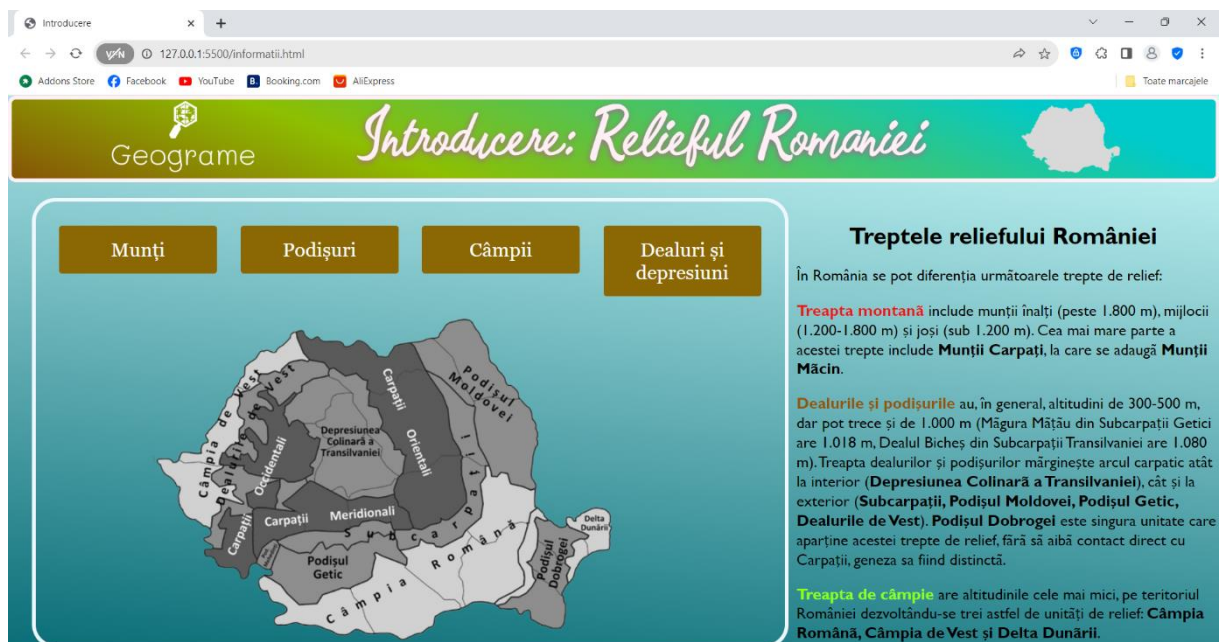 Introducere
127.0.0.1:5500/informatii.html
Addons Store Facebook YouTube B. Booking.com AliExpress Toate marcajele
Geograme
Introducere: Relieful Romaniei
Munți
Podișuri
Câmpii
Dealuri și
depresiuni
Câmpia de Vest
Dealurile de Vest
Carpații Occidentali
Depresiunea
Colinară a
Transilvaniei
Carpații Orientali
Podișul
Moldovei
Carpații Meridionali
Subcarpații
Podișul
Getic
Câmpia Română
Podișul
Dobrogei
Delta
Dunării
Treptele reliefului României
În România se pot diferenția următoarele trepte de relief:
Treapta montană include munții înalți (peste 1.800 m), mijlocii
(1.200-1.800 m) și joși (sub 1.200 m). Cea mai mare parte a
acestei trepte include Munții Carpați, la care se adaugă Munții
Măcin.
Dealurile și podișurile au, în general, altitudini de 300-500 m,
dar pot trece și de 1.000 m (Măgura Mățău din Subcarpații Getici
are 1.018 m, Dealul Bicheș din Subcarpații Transilvaniei are 1.080
m). Treapta dealurilor și podișurilor mărginește arcul carpatic atât
la interior (Depresiunea Colinară a Transilvaniei), cât și la
exterior (Subcarpații, Podișul Moldovei, Podișul Getic,
Dealurile de Vest). Podișul Dobrogei este singura unitate care
aparține acestei trepte de relief, fără să aibă contact direct cu
Carpații, geneza sa fiind distinctă.
Treapta de câmpie are altitudinile cele mai mici, pe teritoriul
României dezvoltându-se trei astfel de unități de relief: Câmpia
Română, Câmpia de Vest și Delta Dunării.